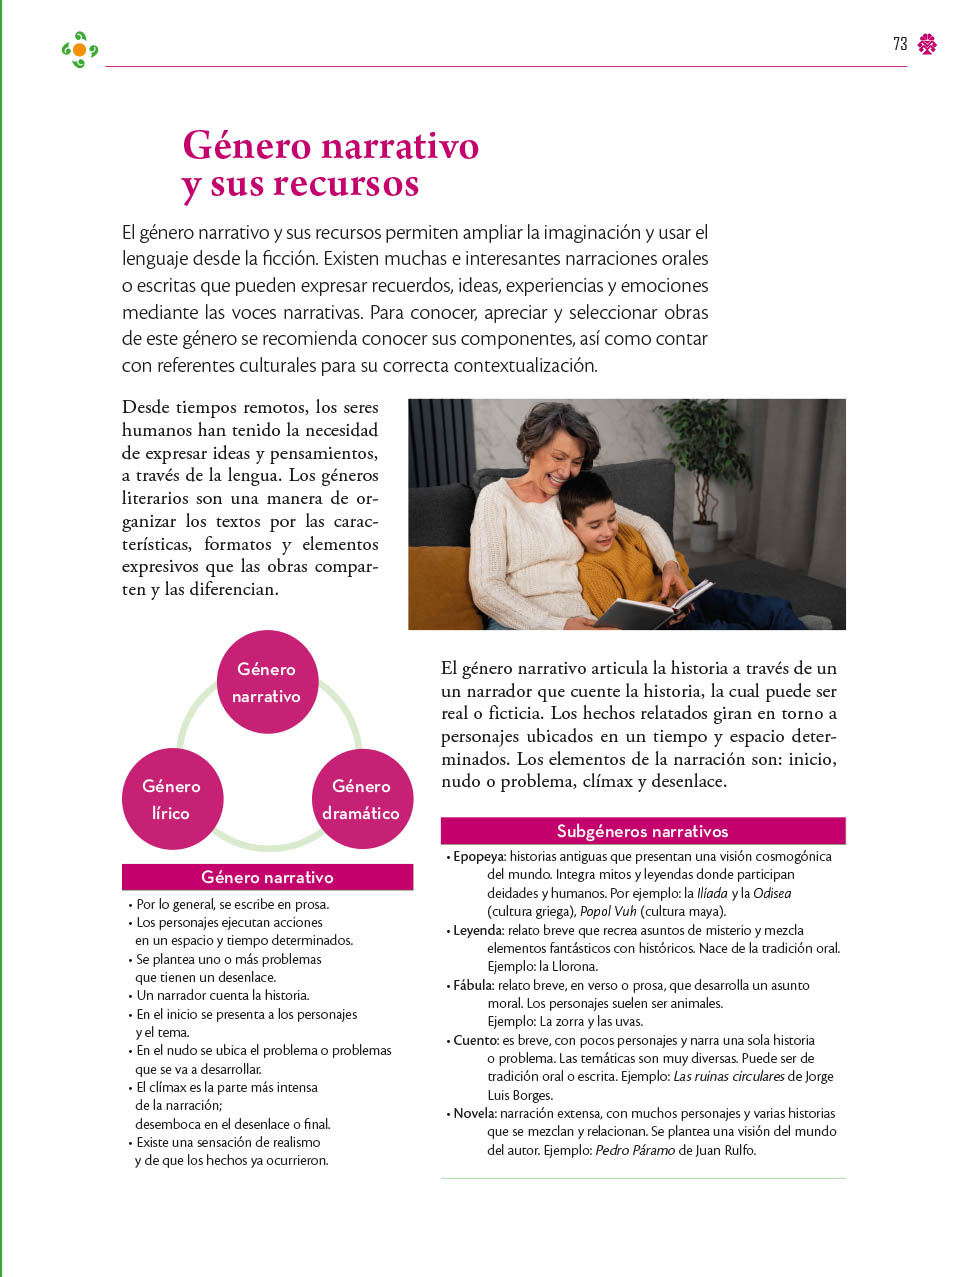 73
Género narrativo
y sus recursos
El género narrativo y sus recursos permiten ampliar la imaginación y usar el
lenguaje desde la ficción. Existen muchas e interesantes narraciones orales
o escritas que pueden expresar recuerdos, ideas, experiencias y emociones
mediante las voces narrativas. Para conocer, apreciar y seleccionar obras
de este género se recomienda conocer sus componentes, así como contar
con referentes culturales para su correcta contextualización.
Desde tiempos remotos, los seres
humanos han tenido la necesidad
de expresar ideas y pensamientos,
a través de la lengua. Los géneros
literarios son una manera de or-
ganizar los textos por las carac-
terísticas, formatos y elementos
expresivos que las obras compar-
ten y las diferencian.
Género
narrativo
Género
lírico
Género
dramático
Género narrativo
• Por lo general, se escribe en prosa.
• Los personajes ejecutan acciones
en un espacio y tiempo determinados.
• Se plantea uno o más problemas
que tienen un desenlace.
• Un narrador cuenta la historia.
• En el inicio se presenta a los personajes
y el tema.
• En el nudo se ubica el problema o problemas
que se va a desarrollar.
• El clímax es la parte más intensa
de la narración;
desemboca en el desenlace o final.
• Existe una sensación de realismo
y de que los hechos ya ocurrieron.
El género narrativo articula la historia a través de un
un narrador que cuente la historia, la cual puede ser
real o ficticia. Los hechos relatados giran en torno a
personajes ubicados en un tiempo y espacio deter-
minados. Los elementos de la narración son: inicio,
nudo o problema, clímax y desenlace.
Subgéneros narrativos
• Epopeya: historias antiguas que presentan una visión cosmogónica
del mundo. Integra mitos y leyendas donde participan
deidades y humanos. Por ejemplo: la Ilíada y la Odisea
(cultura griega), Popol Vuh (cultura maya).
• Leyenda: relato breve que recrea asuntos de misterio y mezcla
elementos fantásticos con históricos. Nace de la tradición oral.
Ejemplo: la Llorona.
• Fábula: relato breve, en verso o prosa, que desarrolla un asunto
moral. Los personajes suelen ser animales.
Ejemplo: La zorra y las uvas.
• Cuento: es breve, con pocos personajes y narra una sola historia
o problema. Las temáticas son muy diversas. Puede ser de
tradición oral o escrita. Ejemplo: Las ruinas circulares de Jorge
Luis Borges.
• Novela: narración extensa, con muchos personajes y varias historias
que se mezclan y relacionan. Se plantea una visión del mundo
del autor. Ejemplo: Pedro Páramo de Juan Rulfo.